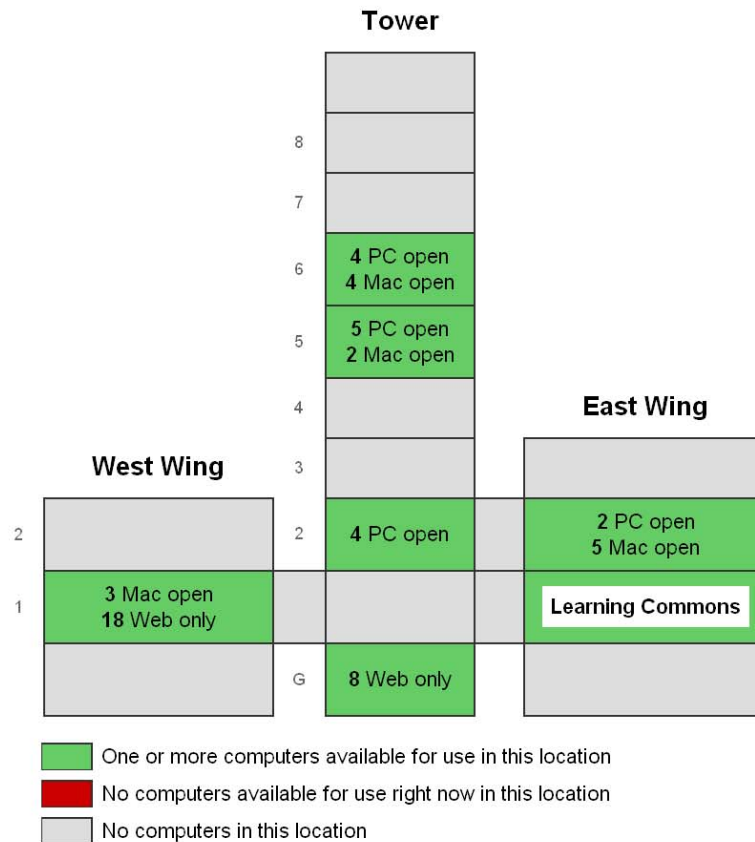 Tower
8
7
6
4 PC open
4 Mac open
5
5 PC open
2 Mac open
4
East Wing
3
West Wing
2
2
4 PC open
2 PC open
5 Mac open
1
3 Mac open
18 Web only
Learning Commons
G
8 Web only
One or more computers available for use in this location
No computers available for use right now in this location
No computers in this location